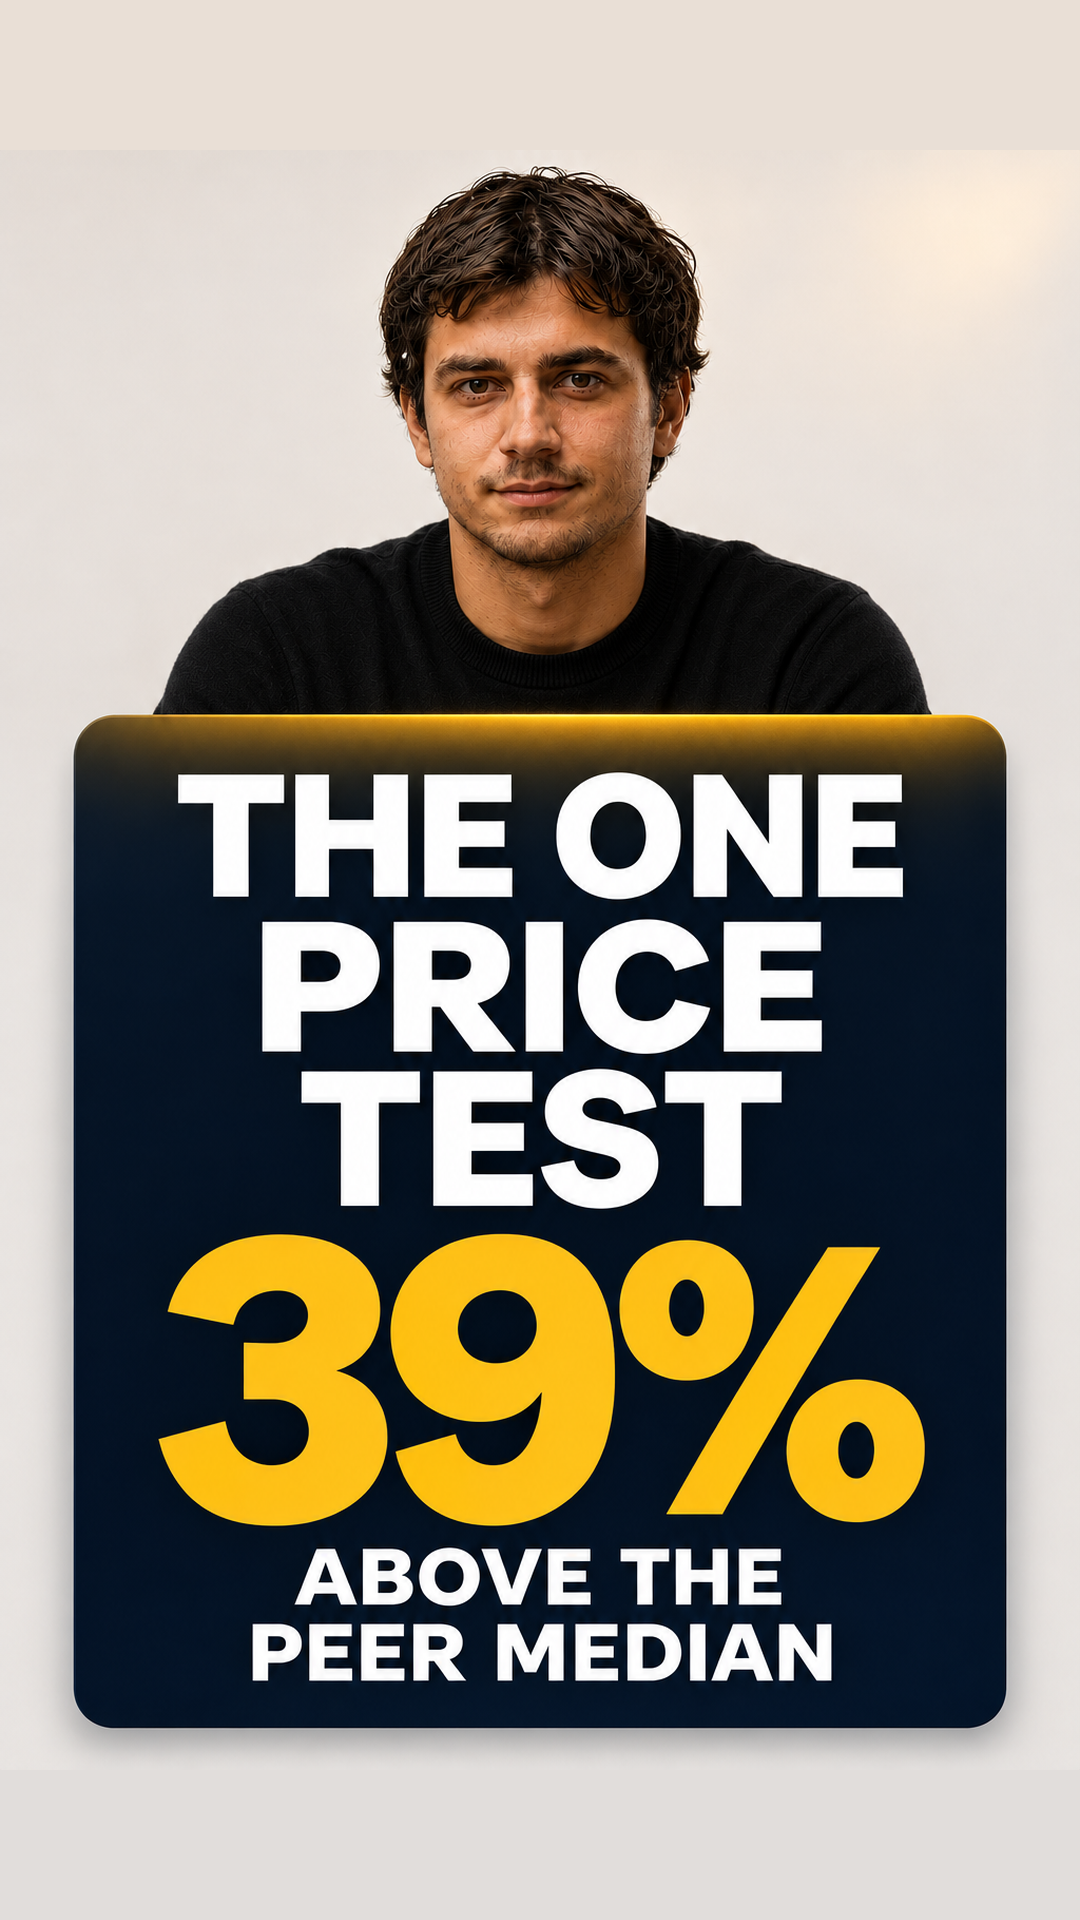 THE ONE
PRICE
TEST
39%
ABOVE THE
PEER MEDIAN